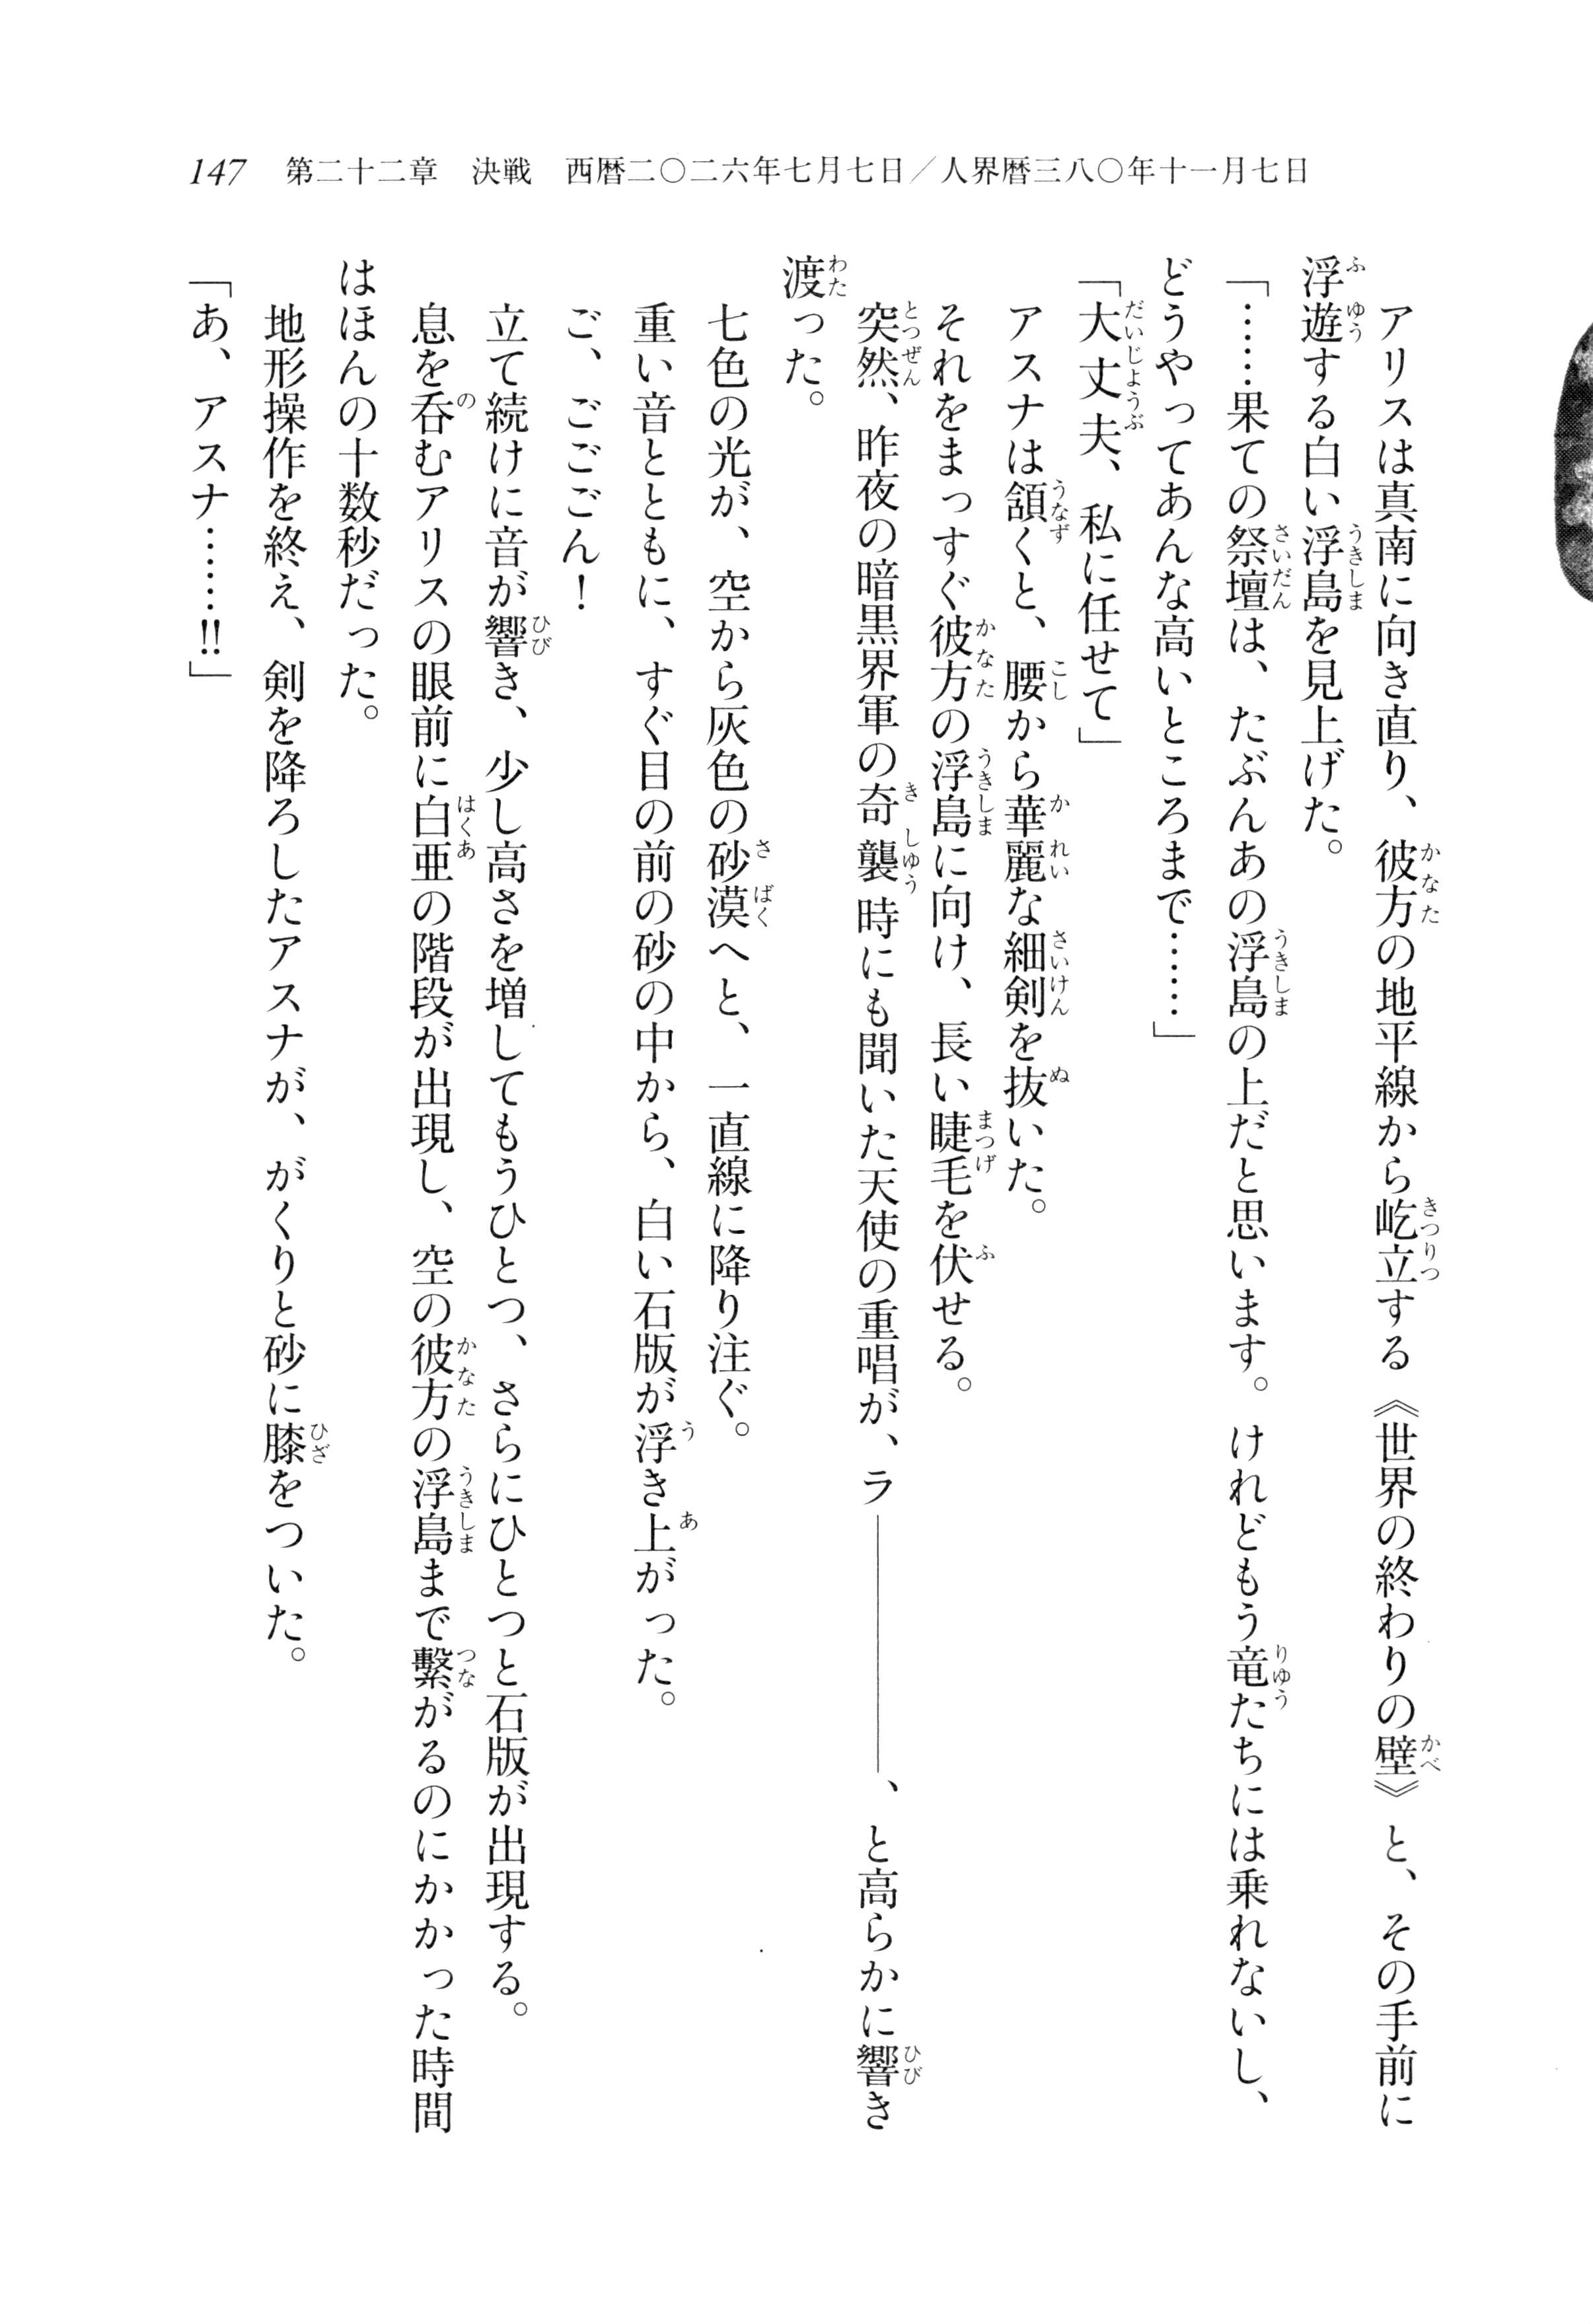 147　第二十二章　決戦　西暦二〇二六年七月七日／人界暦三八〇年十一月七日
アリスは真南に向き直り、彼方の地平線から屹立する《世界の終わりの壁》と、その手前に
浮遊する白い浮島を見上げた。
「……果ての祭壇は、たぶんあの浮島の上だと思います。けれどもう竜たちには乗れないし、
どうやってあんな高いところまで……」
「大丈夫、私に任せて」
アスナは頷くと、腰から華麗な細剣を抜いた。
それをまっすぐ彼方の浮島に向け、長い睫毛を伏せる。
突然、昨夜の暗黒界軍の奇襲時にも聞いた天使の重唱が、ラ――――――、と高らかに響き
渡った。
七色の光が、空から灰色の砂漠へと、一直線に降り注ぐ。
重い音とともに、すぐ目の前の砂の中から、白い石版が浮き上がった。
ご、ごごごん！
立て続けに音が響き、少し高さを増してもうひとつ、さらにひとつと石版が出現する。
息を呑むアリスの眼前に白亜の階段が出現し、空の彼方の浮島まで繋がるのにかかった時間
はほんの十数秒だった。
地形操作を終え、剣を降ろしたアスナが、がくりと砂に膝をついた。
「あ、アスナ……‼」